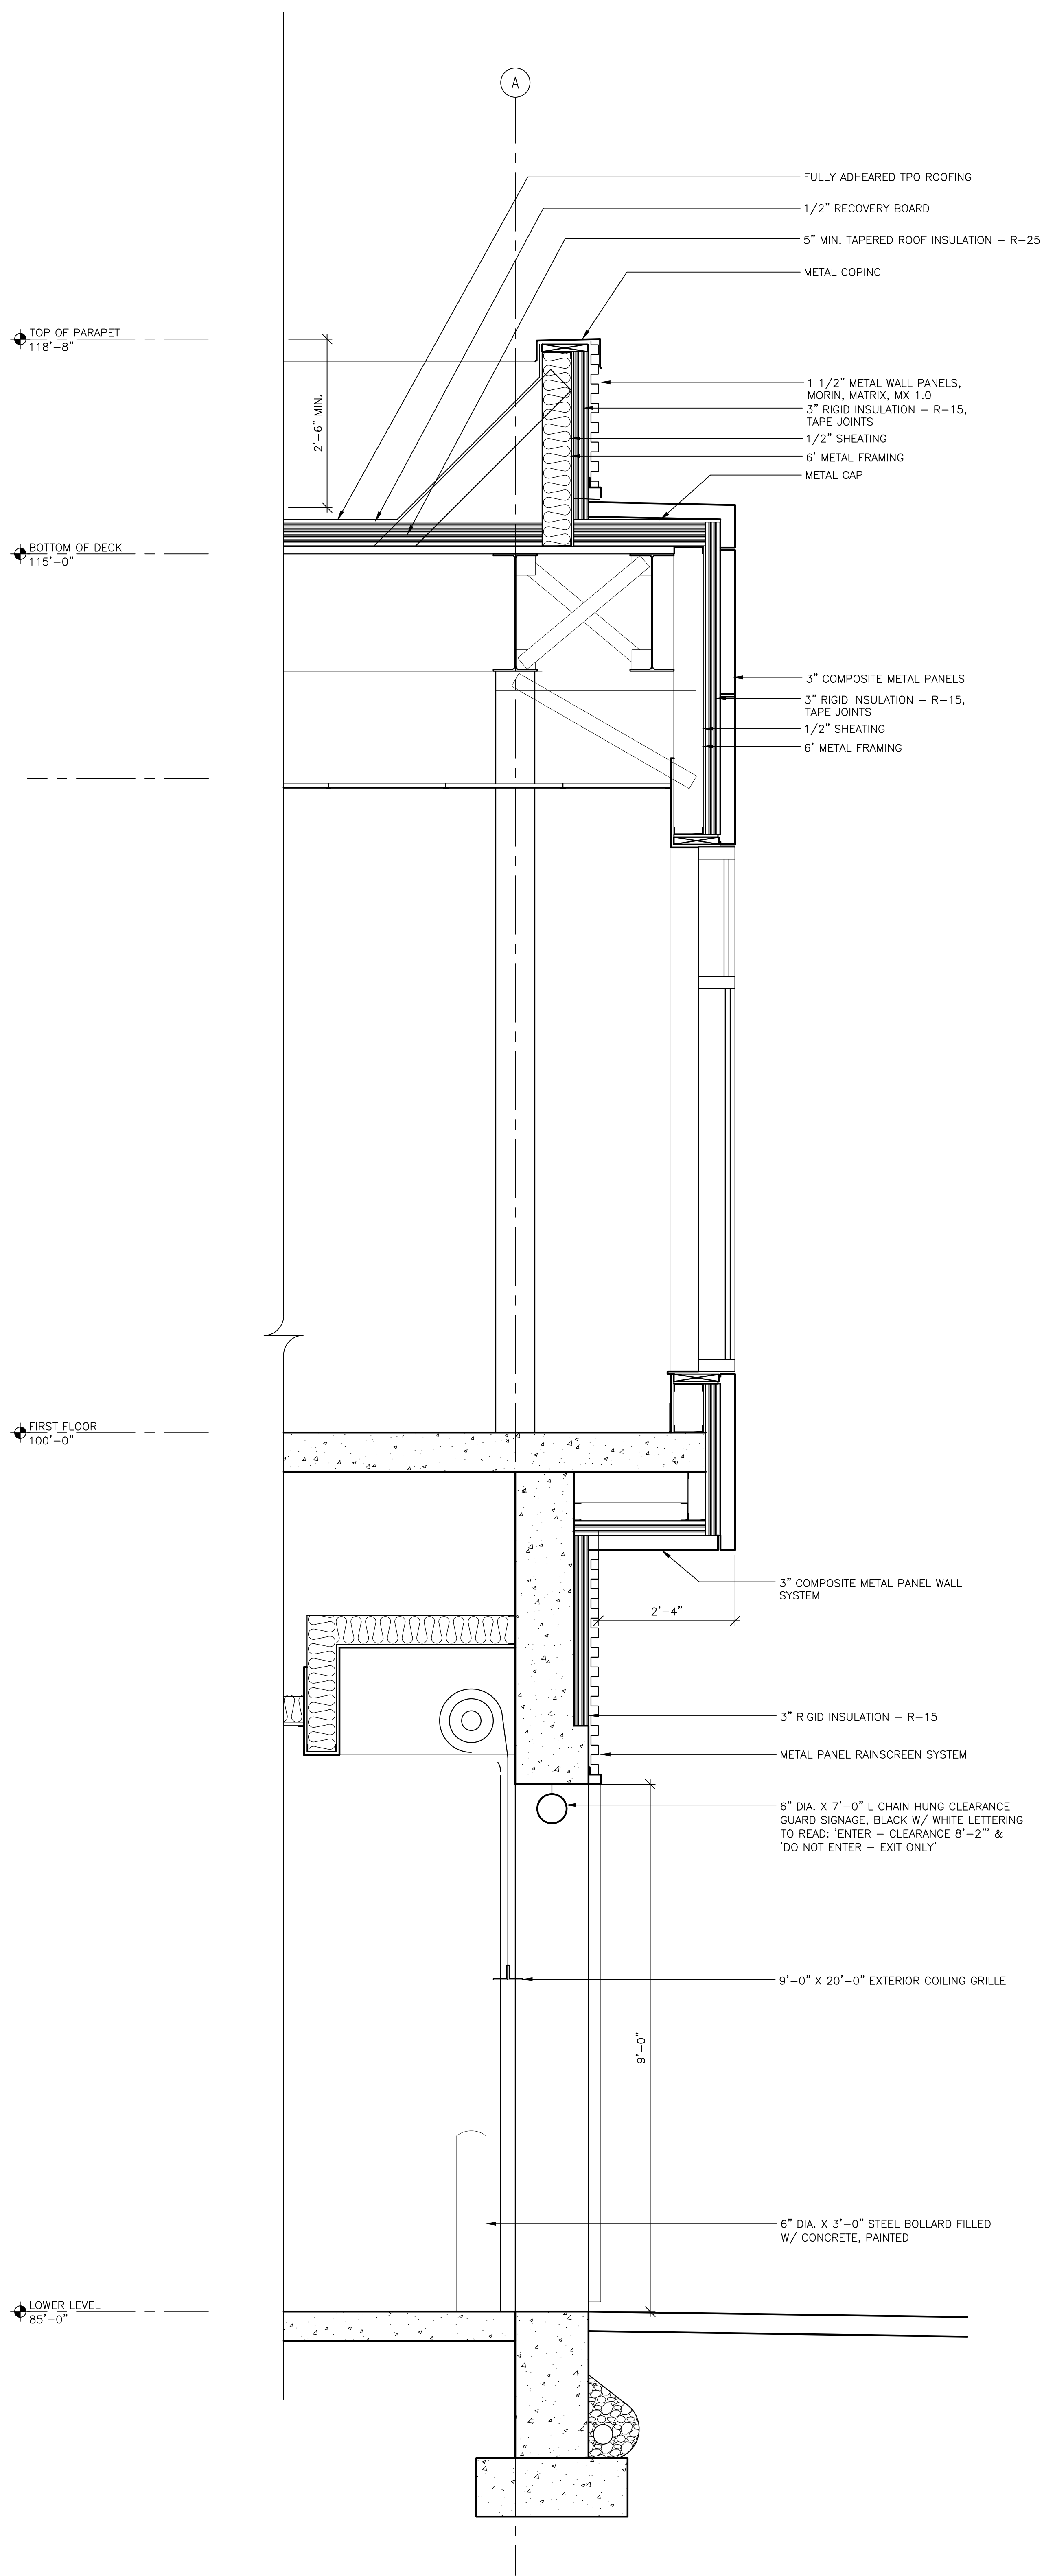 A
FULLY ADHEARED TPO ROOFING
1/2" RECOVERY BOARD
5" MIN. TAPERED ROOF INSULATION – R–25
METAL COPING
TOP OF PARAPET
118'–8"
2'–6" MIN.
1 1/2" METAL WALL PANELS,
MORIN, MATRIX, MX 1.0
3" RIGID INSULATION – R–15,
TAPE JOINTS
1/2" SHEATING
6' METAL FRAMING
METAL CAP
BOTTOM OF DECK
115'–0"
3" COMPOSITE METAL PANELS
3" RIGID INSULATION – R–15,
TAPE JOINTS
1/2" SHEATING
6' METAL FRAMING
FIRST FLOOR
100'–0"
3" COMPOSITE METAL PANEL WALL
SYSTEM
2'–4"
3" RIGID INSULATION – R–15
METAL PANEL RAINSCREEN SYSTEM
6" DIA. X 7'–0" L CHAIN HUNG CLEARANCE
GUARD SIGNAGE, BLACK W/ WHITE LETTERING
TO READ: 'ENTER – CLEARANCE 8'–2"' &
'DO NOT ENTER – EXIT ONLY'
9'–0" X 20'–0" EXTERIOR COILING GRILLE
9'–0"
6" DIA. X 3'–0" STEEL BOLLARD FILLED
W/ CONCRETE, PAINTED
LOWER LEVEL
85'–0"